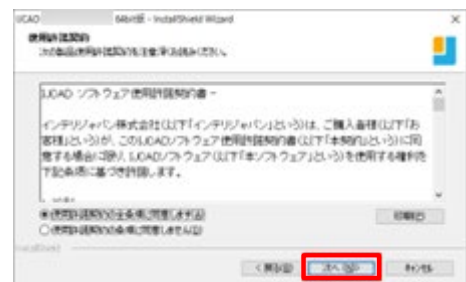 IJCAD 64bit版 - InstallShield Wizard
使用許諾契約
次の製品使用許諾契約を注意深くお読みください。
IJCAD ソフトウェア使用許諾契約書 -
インテリジャパン株式会社(以下「インテリジャパン」という)は、ご購入者様(以下「お
客様」という)が、このIJCADソフトウェア使用許諾契約書(以下「本契約」という)に同
意する場合に限り、IJCADソフトウェア(以下「本ソフトウェア」という)を使用する権利を
下記条項に基づき許諾します。
使用許諾契約の全条項に同意します(A)
印刷(P)
使用許諾契約の条項に同意しません(D)
InstallShield
< 戻る(B)
次へ(N) >
キャンセル